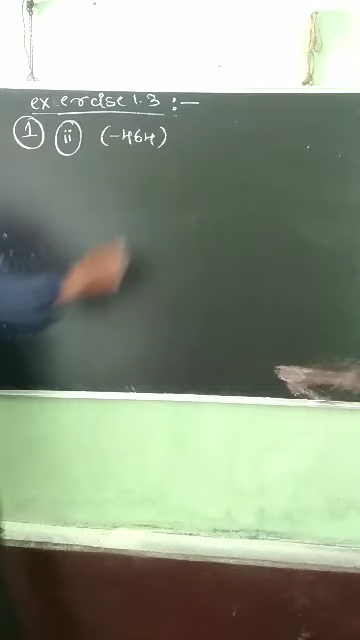 exercise 1.3 :-
1 ii (-464)